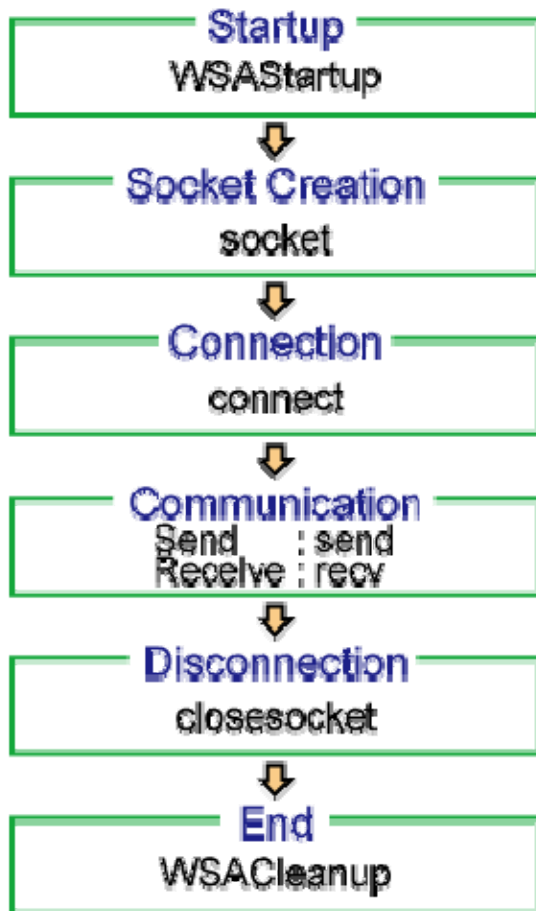 Startup
WSAStartup
Socket Creation
socket
Connection
connect
Communication
Send : send
Receive : recv
Disconnection
closesocket
End
WSACleanup